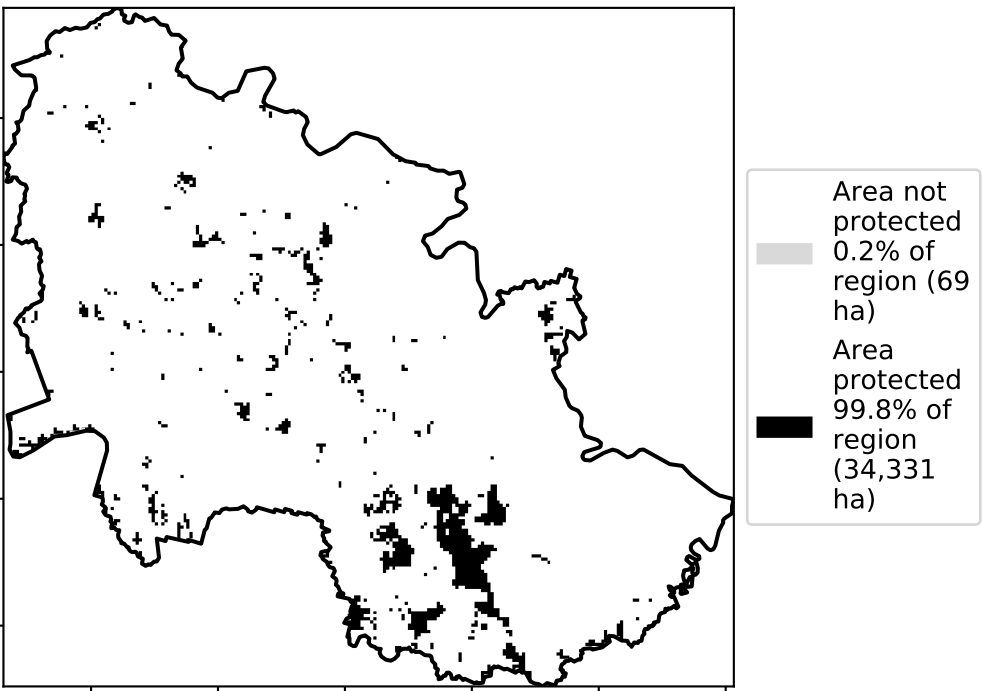 Area not
protected
0.2% of
region (69
ha)
Area
protected
99.8% of
region
(34,331
ha)